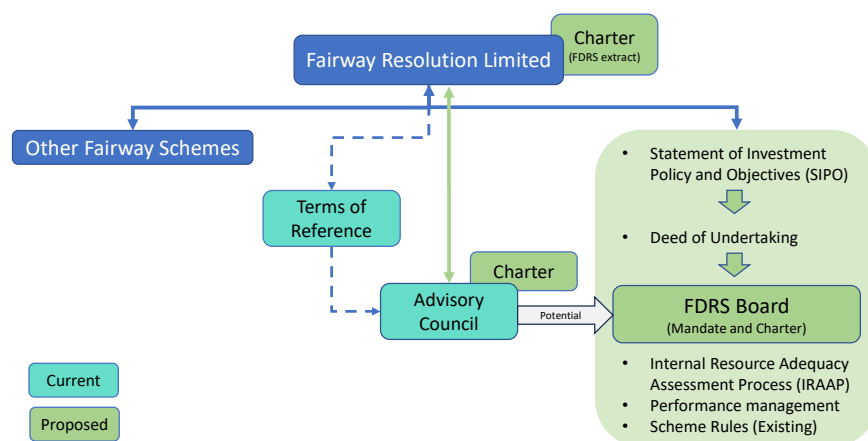 Charter
(FDRS extract)
Fairway Resolution Limited
Other Fairway Schemes
• Statement of Investment
Policy and Objectives (SIPO)
Terms of
Reference
• Deed of Undertaking
Charter
Advisory
Council
Potential
FDRS Board
(Mandate and Charter)
• Internal Resource Adequacy
Assessment Process (IRAAP)
• Performance management
• Scheme Rules (Existing)
Current
Proposed